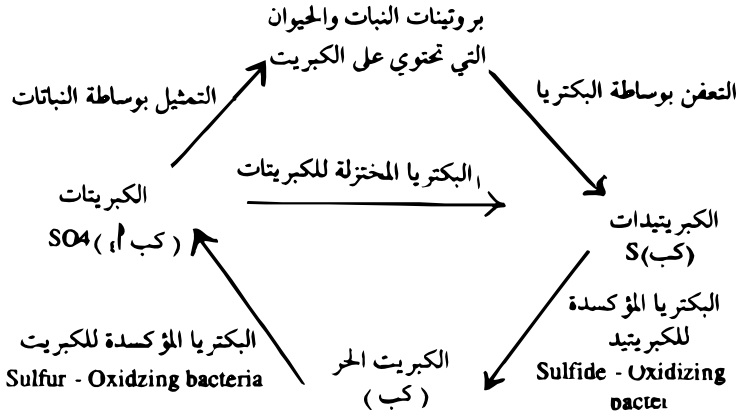 بروتينات النبات والحيوان
التي تحتوي على الكبريت
التمثيل بوساطة النباتات
التعفن بوساطة البكتريا
البكتريا المختزلة للكبريتات
الكبريتات
SO4 (كب أ٤)
الكبريتيدات
S(كب)
البكتريا المؤكسدة للكبريت
Sulfur - Oxidzing bacteria
الكبريت الحر
(كب)
البكتريا المؤكسدة
للكبريتيد
Sulfide - Oxidizing